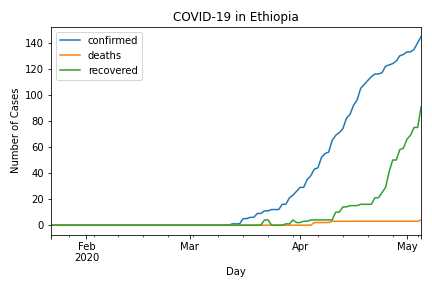 COVID-19 in Ethiopia
confirmed
deaths
recovered
Number of Cases
140
120
100
80
60
40
20
0
Feb Mar Apr May
2020
Day